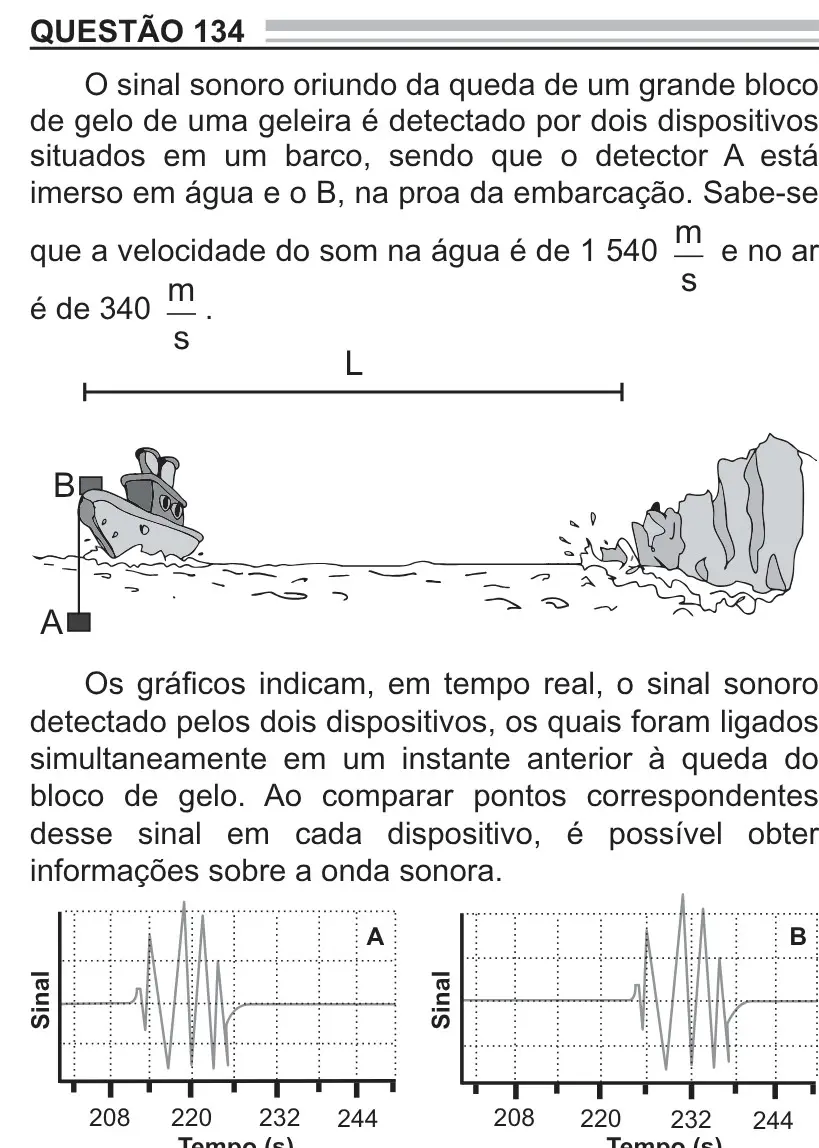 QUESTÃO 134
O sinal sonoro oriundo da queda de um grande bloco
de gelo de uma geleira é detectado por dois dispositivos
situados em um barco, sendo que o detector A está
imerso em água e o B, na proa da embarcação. Sabe-se
que a velocidade do som na água é de 1 540 m/s e no ar
é de 340 m/s .
L
B
A
Os gráficos indicam, em tempo real, o sinal sonoro
detectado pelos dois dispositivos, os quais foram ligados
simultaneamente em um instante anterior à queda do
bloco de gelo. Ao comparar pontos correspondentes
desse sinal em cada dispositivo, é possível obter
informações sobre a onda sonora.
A
Sinal
208 220 232 244
Tempo (s)
B
Sinal
208 220 232 244
Tempo (s)